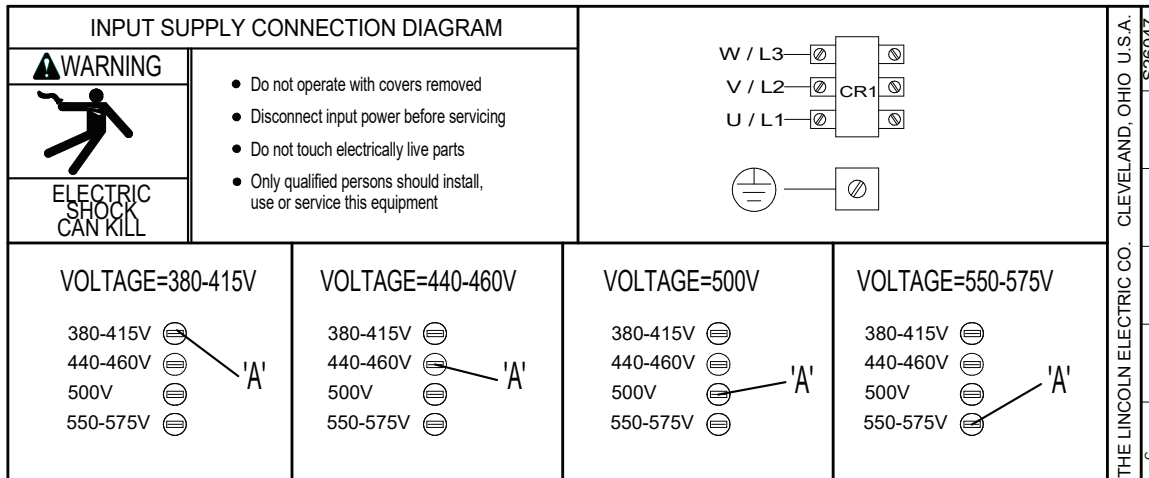 INPUT SUPPLY CONNECTION DIAGRAM
WARNING
ELECTRIC
SHOCK
CAN KILL
● Do not operate with covers removed
● Disconnect input power before servicing
● Do not touch electrically live parts
● Only qualified persons should install,
use or service this equipment
W / L3
V / L2
U / L1
CR1
VOLTAGE=380-415V
380-415V
440-460V
500V
550-575V
'A'
VOLTAGE=440-460V
380-415V
440-460V
500V
550-575V
'A'
VOLTAGE=500V
380-415V
440-460V
500V
550-575V
'A'
VOLTAGE=550-575V
380-415V
440-460V
500V
550-575V
'A'
THE LINCOLN ELECTRIC CO. CLEVELAND, OHIO U.S.A.